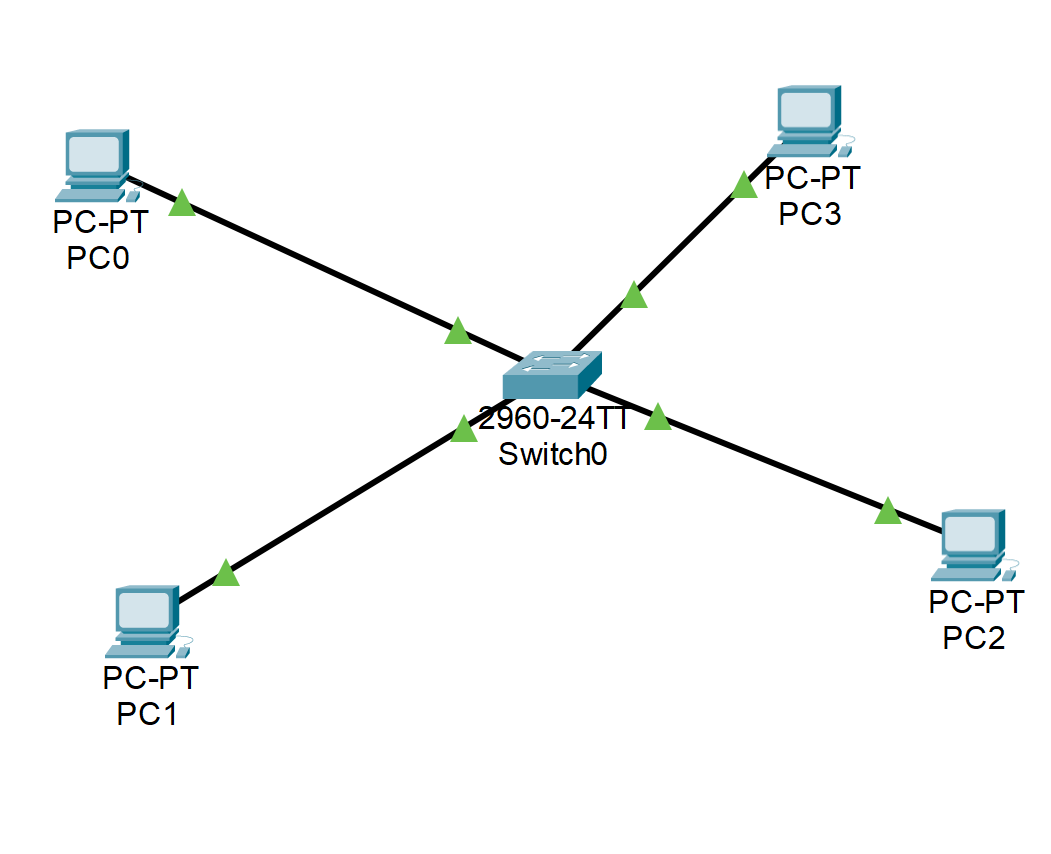 PC-PT
PC3
PC-PT
PC0
2960-24TT
Switch0
PC-PT
PC2
PC-PT
PC1